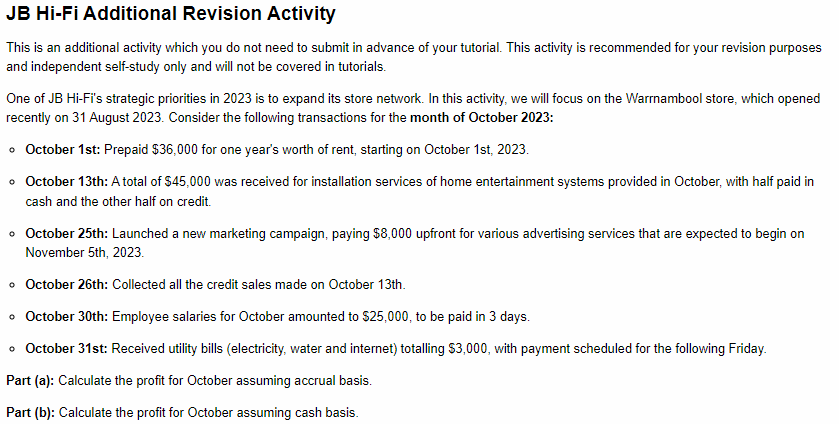 JB Hi-Fi Additional Revision Activity
This is an additional activity which you do not need to submit in advance of your tutorial. This activity is recommended for your revision purposes
and independent self-study only and will not be covered in tutorials.
One of JB Hi-Fi's strategic priorities in 2023 is to expand its store network. In this activity, we will focus on the Warrnambool store, which opened
recently on 31 August 2023. Consider the following transactions for the month of October 2023:
October 1st: Prepaid $36,000 for one year's worth of rent, starting on October 1st, 2023.
October 13th: A total of $45,000 was received for installation services of home entertainment systems provided in October, with half paid in
cash and the other half on credit.
October 25th: Launched a new marketing campaign, paying $8,000 upfront for various advertising services that are expected to begin on
November 5th, 2023.
October 26th: Collected all the credit sales made on October 13th.
October 30th: Employee salaries for October amounted to $25,000, to be paid in 3 days.
October 31st: Received utility bills (electricity, water and internet) totalling $3,000, with payment scheduled for the following Friday.
Part (a): Calculate the profit for October assuming accrual basis.
Part (b): Calculate the profit for October assuming cash basis.